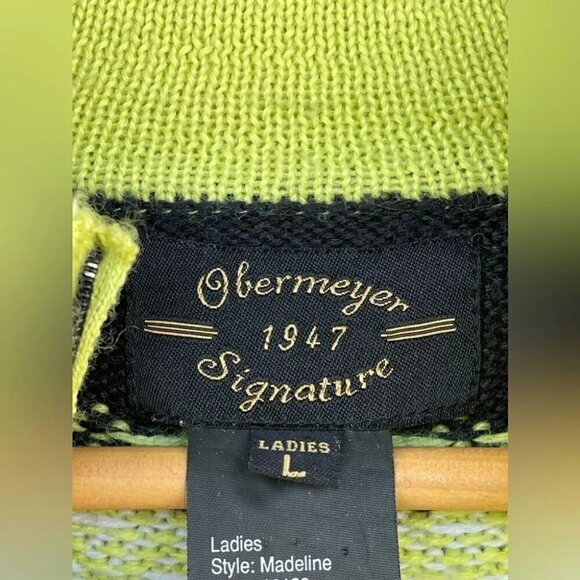 Obermeyer
1947
Signature
LADIES
L
Ladies
Style: Madeline